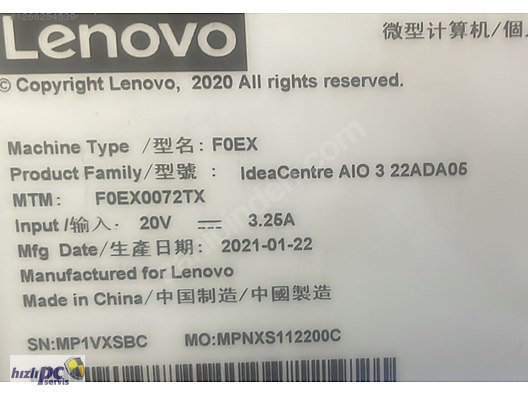 1266254539
Lenovo
微型计算机/個
© Copyright Lenovo, 2020 All rights reserved.
Machine Type /型名: F0EX
Product Family/型號 : IdeaCentre AIO 3 22ADA05
MTM: F0EX0072TX
Input /输入: 20V ⎓ 3.25A
Mfg Date/生產日期: 2021-01-22
Manufactured for Lenovo
Made in China/中国制造/中國製造
SN:MP1VXSBC MO:MPNXS112200C
hızlı PC servis